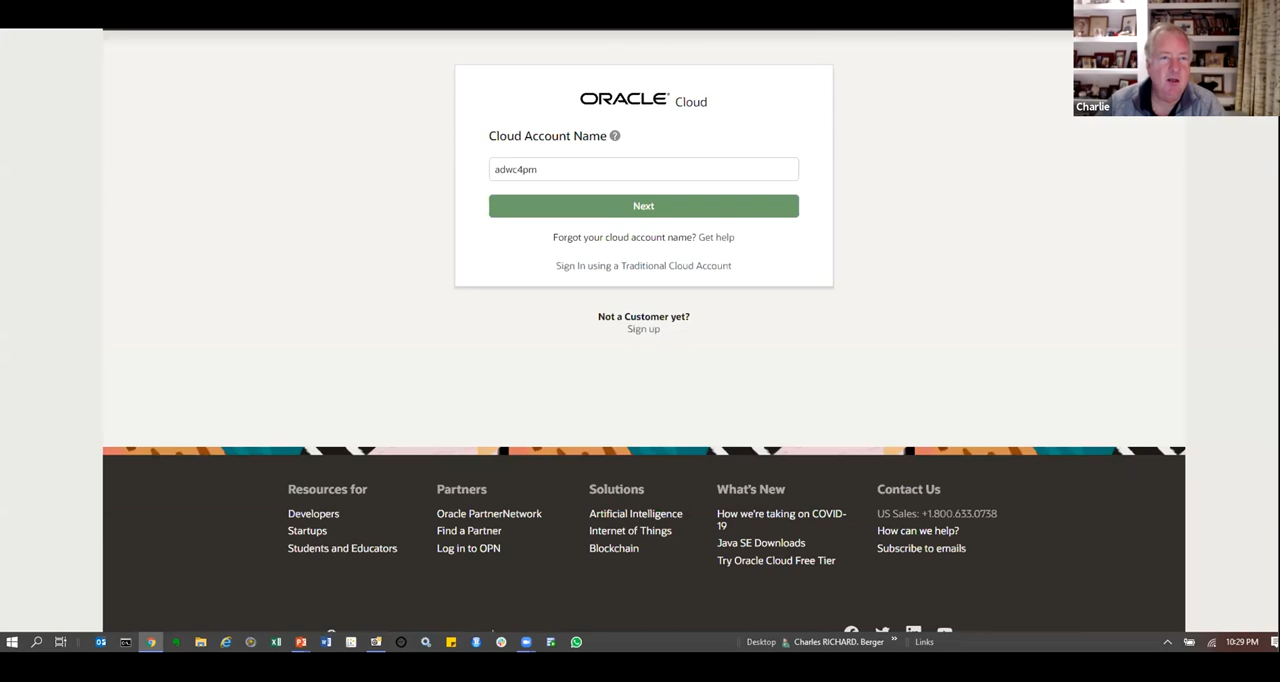 Charlie
ORACLE Cloud
Cloud Account Name
adwc4pm
Next
Forgot your cloud account name? Get help
Sign In using a Traditional Cloud Account
Not a Customer yet?
Sign up
Resources for
Developers
Startups
Students and Educators
Partners
Oracle PartnerNetwork
Find a Partner
Log in to OPN
Solutions
Artificial Intelligence
Internet of Things
Blockchain
What's New
How we're taking on COVID-
19
Java SE Downloads
Try Oracle Cloud Free Tier
Contact Us
US Sales: +1.800.633.0738
How can we help?
Subscribe to emails
Desktop
Charles RICHARD. Berger
Links
10:29 PM